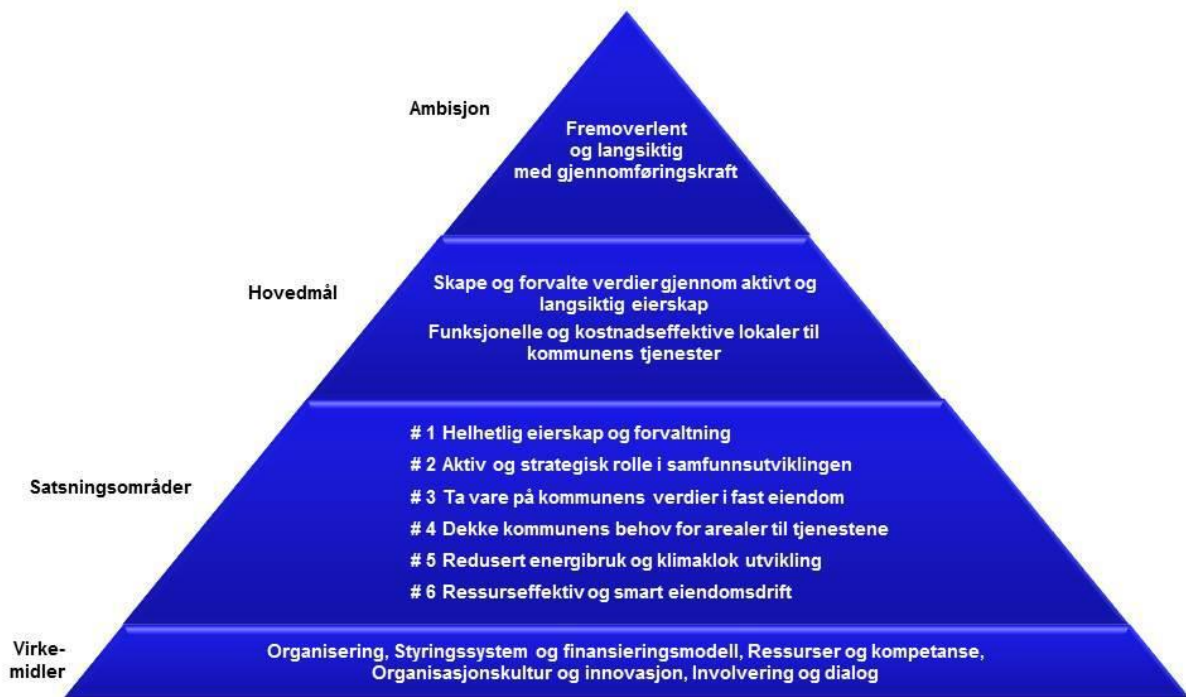 Ambisjon
Fremoverlent
og langsiktig
med gjennomføringskraft
Hovedmål
Skape og forvalte verdier gjennom aktivt og
langsiktig eierskap
Funksjonelle og kostnadseffektive lokaler til
kommunens tjenester
Satsningsområder
# 1 Helhetlig eierskap og forvaltning
# 2 Aktiv og strategisk rolle i samfunnsutviklingen
# 3 Ta vare på kommunens verdier i fast eiendom
# 4 Dekke kommunens behov for arealer til tjenestene
# 5 Redusert energibruk og klimaklok utvikling
# 6 Ressurseffektiv og smart eiendomsdrift
Virke-
midler
Organisering, Styringssystem og finansieringsmodell, Ressurser og kompetanse,
Organisasjonskultur og innovasjon, Involvering og dialog